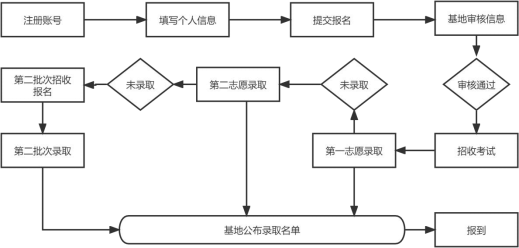 注册账号
填写个人信息
提交报名
基地审核信息
第二批次招收
报名
未录取
第二志愿录取
未录取
审核通过
第二批次录取
第一志愿录取
招收考试
基地公布录取名单
报到